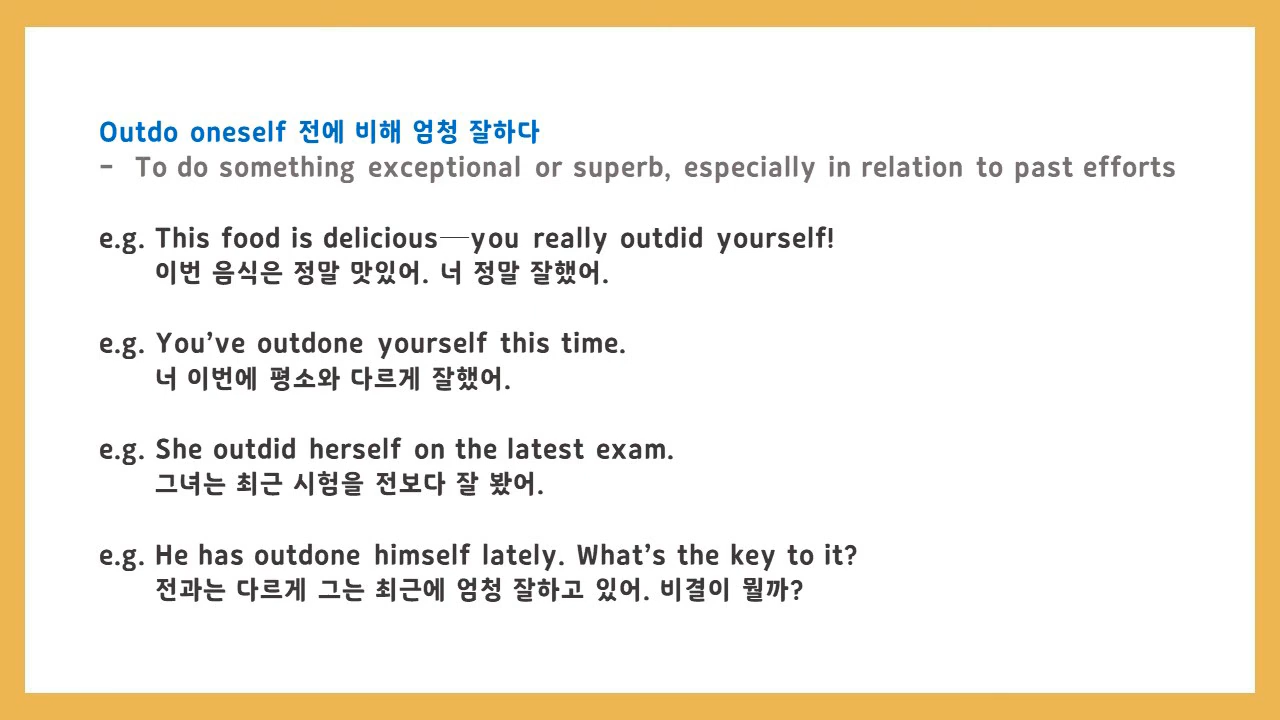 Outdo oneself 전에 비해 엄청 잘하다
- To do something exceptional or superb, especially in relation to past efforts
e.g. This food is delicious—you really outdid yourself!
이번 음식은 정말 맛있어. 너 정말 잘했어.
e.g. You’ve outdone yourself this time.
너 이번에 평소와 다르게 잘했어.
e.g. She outdid herself on the latest exam.
그녀는 최근 시험을 전보다 잘 봤어.
e.g. He has outdone himself lately. What’s the key to it?
전과는 다르게 그는 최근에 엄청 잘하고 있어. 비결이 뭘까?